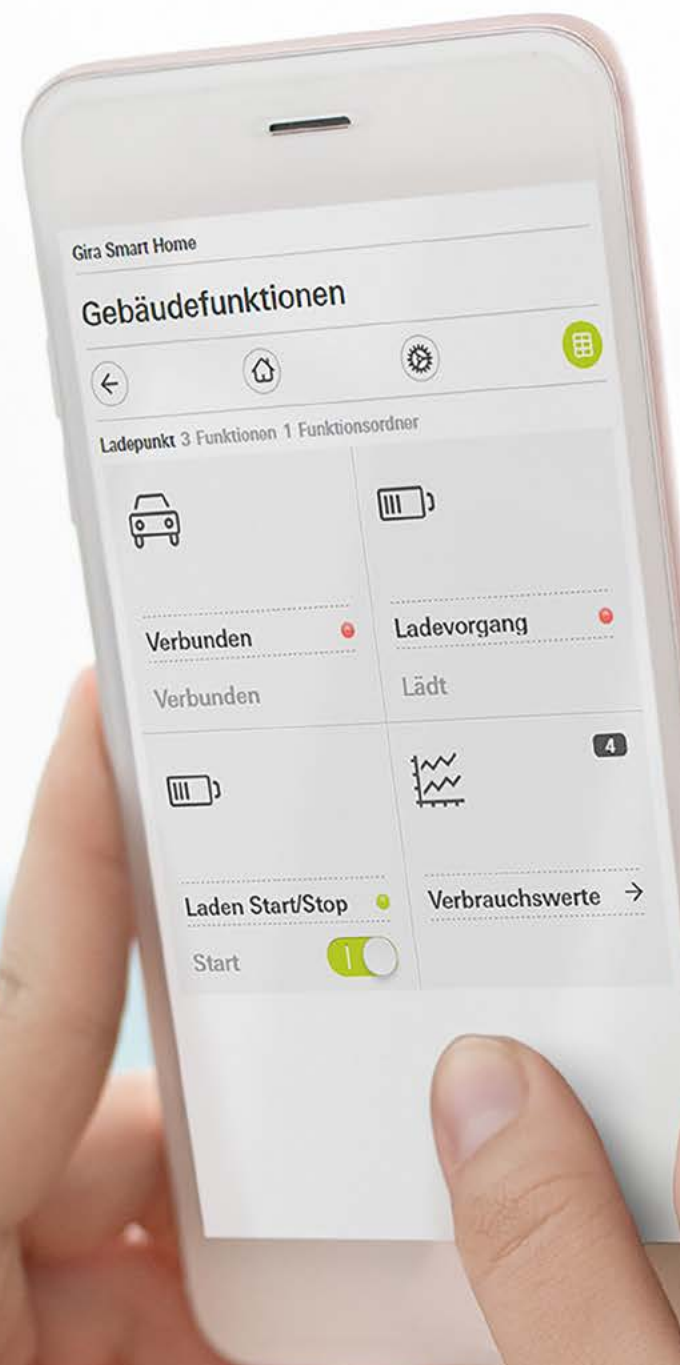 Gira Smart Home
Gebäudefunktionen
Ladepunkt 3 Funktionen 1 Funktionsordner
Verbunden
Verbunden
Ladevorgang
Lädt
Laden Start/Stop
Start
4
Verbrauchswerte